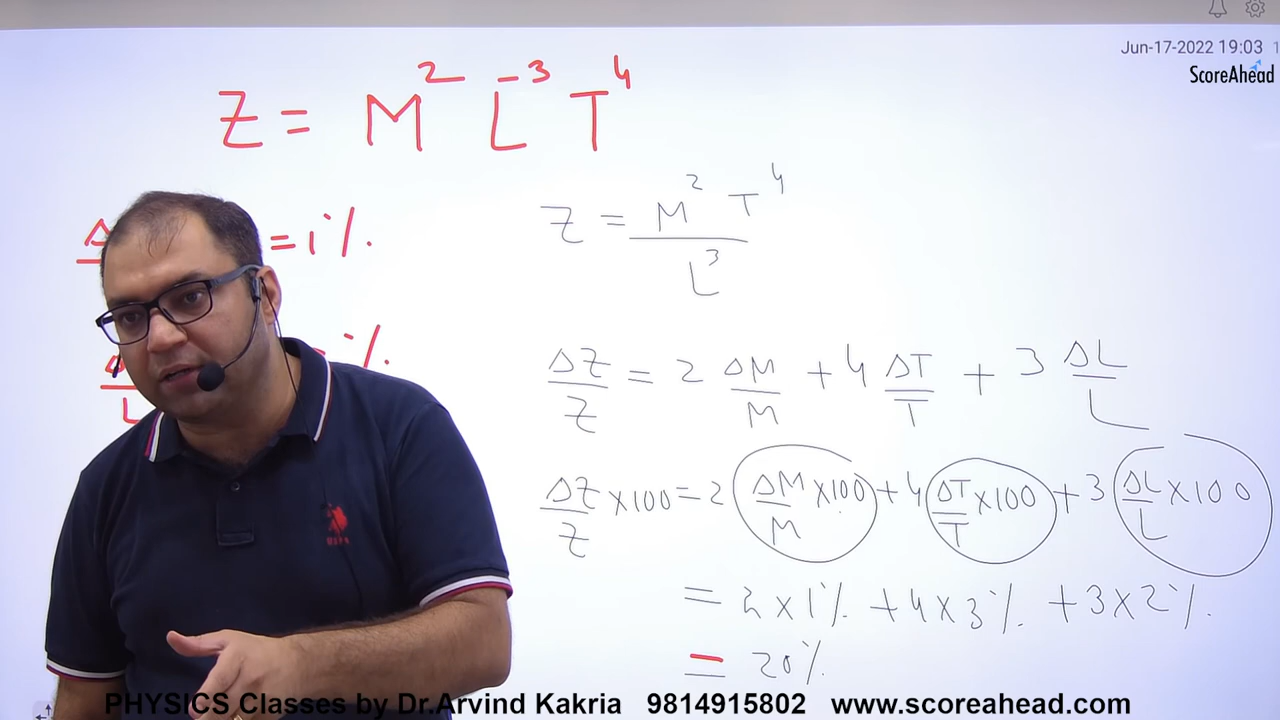 Jun-17-2022 19:03
ScoreAhead
Z = M² L⁻³ T⁴
= 1%.
Z = M² T⁴ / L³
ΔZ/Z = 2 ΔM/M + 4 ΔT/T + 3 ΔL/L
ΔZ/Z ×100 = 2 ΔM/M ×100 + 4 ΔT/T ×100 + 3 ΔL/L ×100
= 2×1% + 4×3% + 3×2%.
= 20%
PHYSICS Classes by Dr.Arvind Kakria 9814915802 www.scoreahead.com